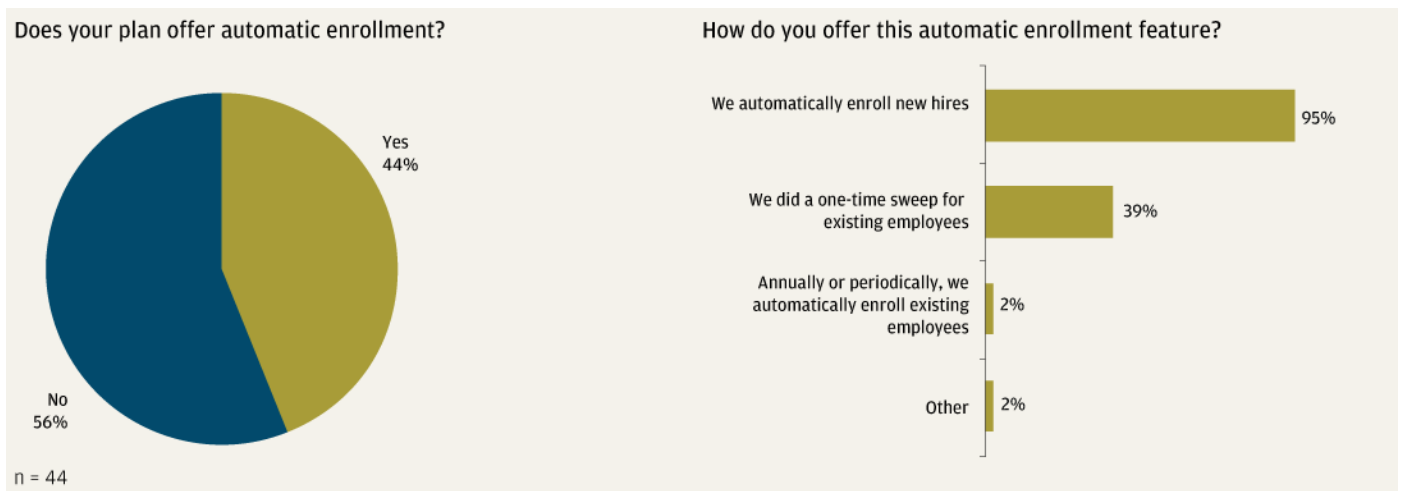 Does your plan offer automatic enrollment?
Yes
44%
No
56%
n = 44
How do you offer this automatic enrollment feature?
We automatically enroll new hires
95%
We did a one-time sweep for
existing employees
39%
Annually or periodically, we
automatically enroll existing
employees
2%
Other
2%